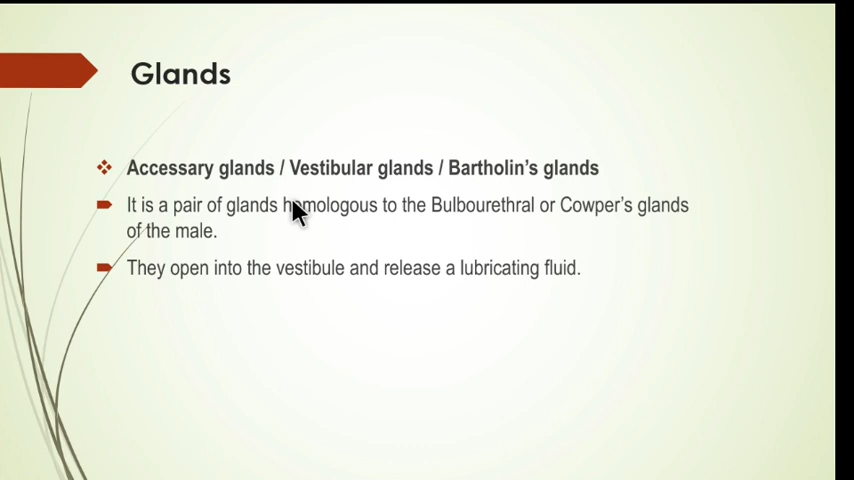 Glands
Accessary glands / Vestibular glands / Bartholin’s glands
It is a pair of glands homologous to the Bulbourethral or Cowper’s glands
of the male.
They open into the vestibule and release a lubricating fluid.